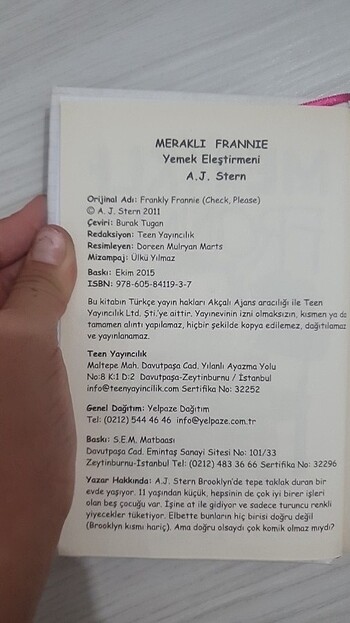 MERAKLI FRANNIE
Yemek Eleştirmeni
A.J. Stern
Orijinal Adı: Frankly Frannie (Check, Please)
© A. J. Stern 2011
Çeviri: Burak Tugan
Redaksiyon: Teen Yayıncılık
Resimleyen: Doreen Mulryan Marts
Mizampaj: Ülkü Yılmaz
Baskı: Ekim 2015
ISBN: 978-605-84119-3-7
Bu kitabın Türkçe yayın hakları Akçalı Ajans aracılığı ile Teen
Yayıncılık Ltd. Şti.'ye aittir. Yayınevinin izni olmaksızın, kısmen ya da
tamamen alıntı yapılamaz, hiçbir şekilde kopya edilemez, dağıtılamaz
ve yayınlanamaz.
Teen Yayıncılık
Maltepe Mah. Davutpaşa Cad. Yılanlı Ayazma Yolu
No:8 K:1 D:2 Davutpaşa-Zeytinburnu / İstanbul
info@teenyayincilik.com Sertifika No: 32252
Genel Dağıtım: Yelpaze Dağıtım
Tel: (0212) 544 46 46 info@yelpaze.com.tr
Baskı: S.E.M. Matbaası
Davutpaşa Cad. Emintaş Sanayi Sitesi No: 101/33
Zeytinburnu-İstanbul Tel: (0212) 483 36 66 Sertifika No: 32296
Yazar Hakkında: A.J. Stern Brooklyn'de tepe taklak duran bir
evde yaşıyor. 11 yaşından küçük, hepsinin de çok iyi birer işleri
olan beş çocuğu var. İşine at ile gidiyor ve sadece turuncu renkli
yiyecekler tüketiyor. Elbette bunların hiç birisi doğru değil
(Brooklyn kısmı hariç). Ama doğru olsaydı çok komik olmaz mıydı?